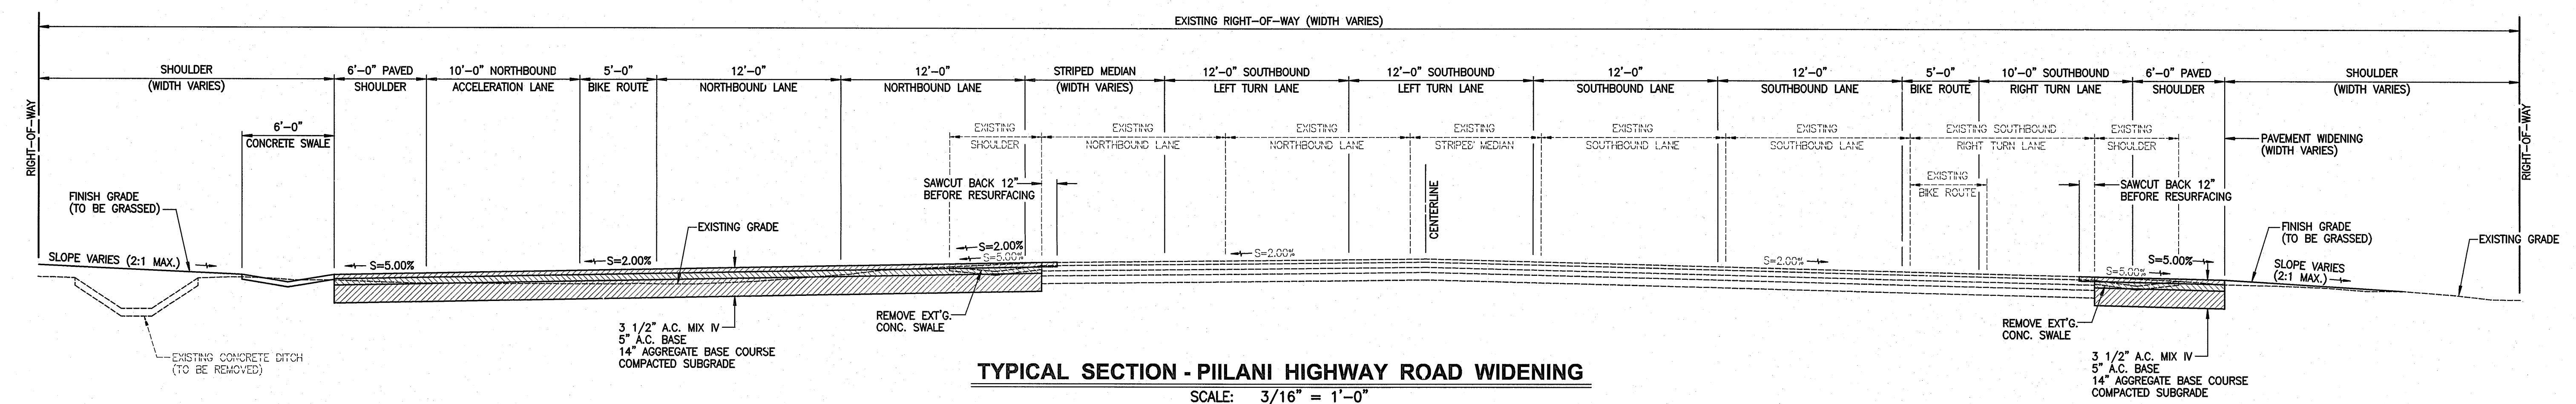 EXISTING RIGHT-OF-WAY (WIDTH VARIES)
SHOULDER
(WIDTH VARIES)
6'-0" PAVED
SHOULDER
10'-0" NORTHBOUND
ACCELERATION LANE
5'-0"
BIKE ROUTE
12'-0"
NORTHBOUND LANE
12'-0"
NORTHBOUND LANE
STRIPED MEDIAN
(WIDTH VARIES)
12'-0" SOUTHBOUND
LEFT TURN LANE
12'-0" SOUTHBOUND
LEFT TURN LANE
12'-0"
SOUTHBOUND LANE
12'-0"
SOUTHBOUND LANE
5'-0"
BIKE ROUTE
10'-0" SOUTHBOUND
RIGHT TURN LANE
6'-0" PAVED
SHOULDER
SHOULDER
(WIDTH VARIES)
RIGHT-OF-WAY
6'-0"
CONCRETE SWALE
EXISTING
SHOULDER
EXISTING
NORTHBOUND LANE
EXISTING
NORTHBOUND LANE
EXISTING
STRIPED MEDIAN
EXISTING
SOUTHBOUND LANE
EXISTING
SOUTHBOUND LANE
EXISTING SOUTHBOUND
RIGHT TURN LANE
EXISTING
SHOULDER
PAVEMENT WIDENING
(WIDTH VARIES)
RIGHT-OF-WAY
EXISTING
BIKE ROUTE
SAWCUT BACK 12"
BEFORE RESURFACING
CENTERLINE
SAWCUT BACK 12"
BEFORE RESURFACING
FINISH GRADE
(TO BE GRASSED)
EXISTING GRADE
FINISH GRADE
(TO BE GRASSED)
EXISTING GRADE
SLOPE VARIES (2:1 MAX.)
S=5.00%
S=2.00%
S=2.00%
S=5.00%
S=2.00%
S=2.00%
S=5.00%
S=5.00%
SLOPE VARIES
(2:1 MAX.)
REMOVE EXT'G.
CONC. SWALE
REMOVE EXT'G.
CONC. SWALE
3 1/2" A.C. MIX IV
5" A.C. BASE
14" AGGREGATE BASE COURSE
COMPACTED SUBGRADE
EXISTING CONCRETE DITCH
(TO BE REMOVED)
3 1/2" A.C. MIX IV
5" A.C. BASE
14" AGGREGATE BASE COURSE
COMPACTED SUBGRADE
TYPICAL SECTION - PIILANI HIGHWAY ROAD WIDENING
SCALE: 3/16" = 1'-0"